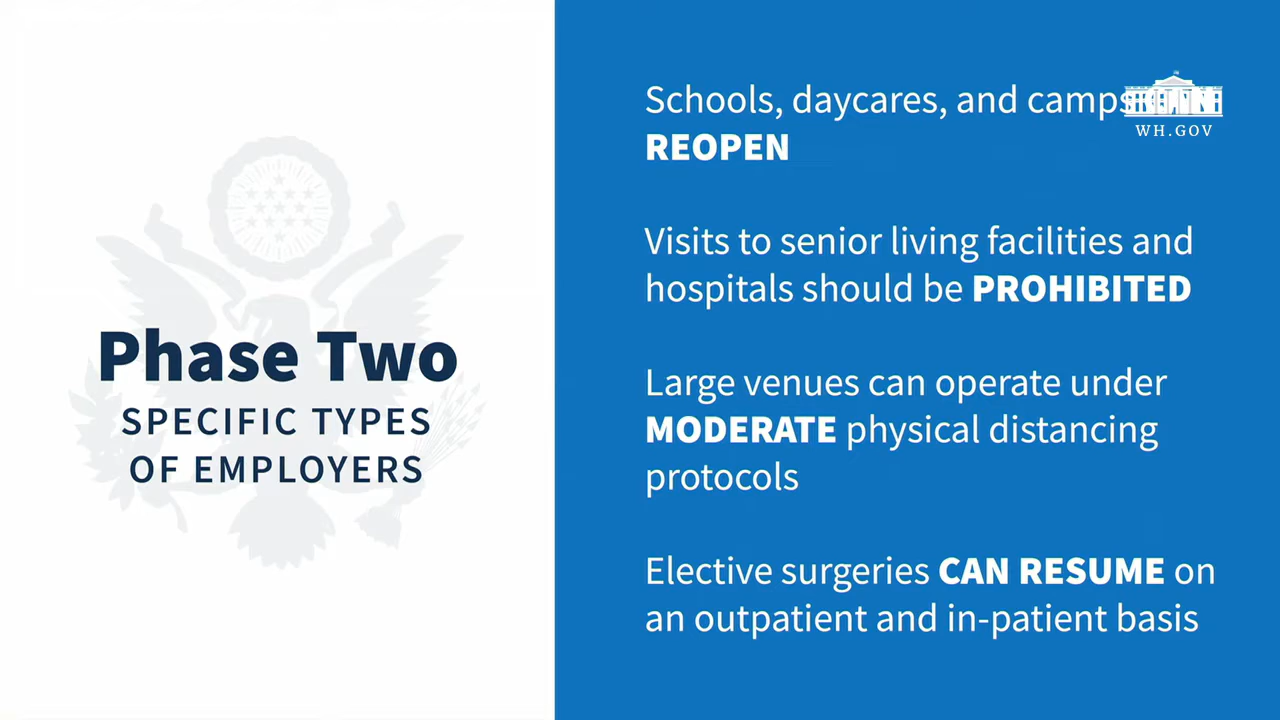 Phase Two
SPECIFIC TYPES
OF EMPLOYERS
Schools, daycares, and camps
REOPEN
Visits to senior living facilities and
hospitals should be PROHIBITED
Large venues can operate under
MODERATE physical distancing
protocols
Elective surgeries CAN RESUME on
an outpatient and in-patient basis
WH.GOV